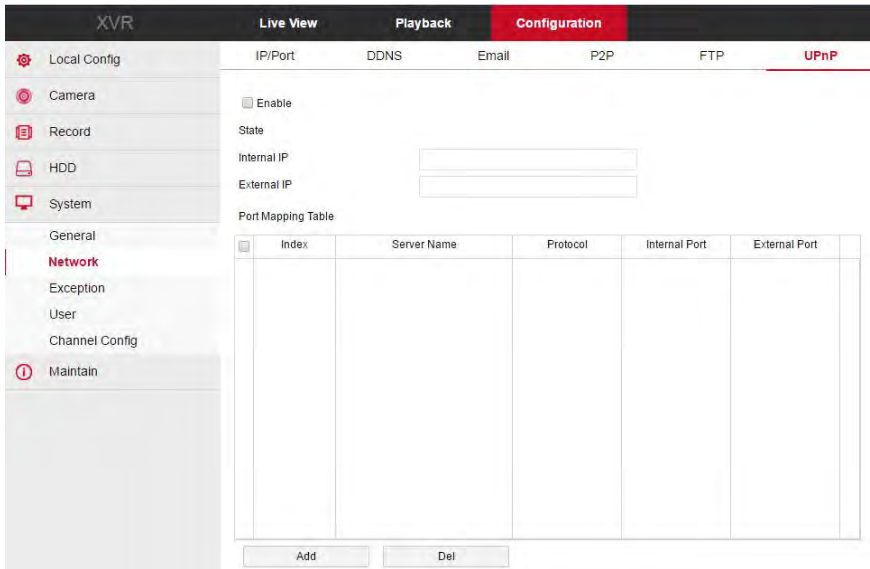 XVR
Live View Playback Configuration
Local Config
Camera
Record
HDD
System
General
Network
Exception
User
Channel Config
Maintain
IP/Port DDNS Email P2P FTP UPnP
Enable
State
Internal IP
External IP
Port Mapping Table
Index Server Name Protocol Internal Port External Port
Add Del